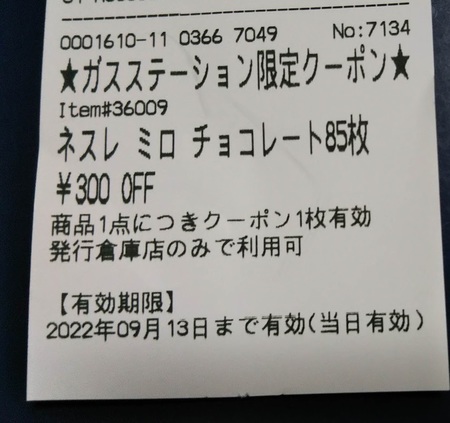 0001610-11 0366 7049 No:7134
★ガスステーション限定クーポン★
Item#36009
ネスレ ミロ チョコレート85枚
¥300 OFF
商品1点につきクーポン1枚有効
発行倉庫店のみで利用可
【有効期限】
2022年09月13日まで有効(当日有効)